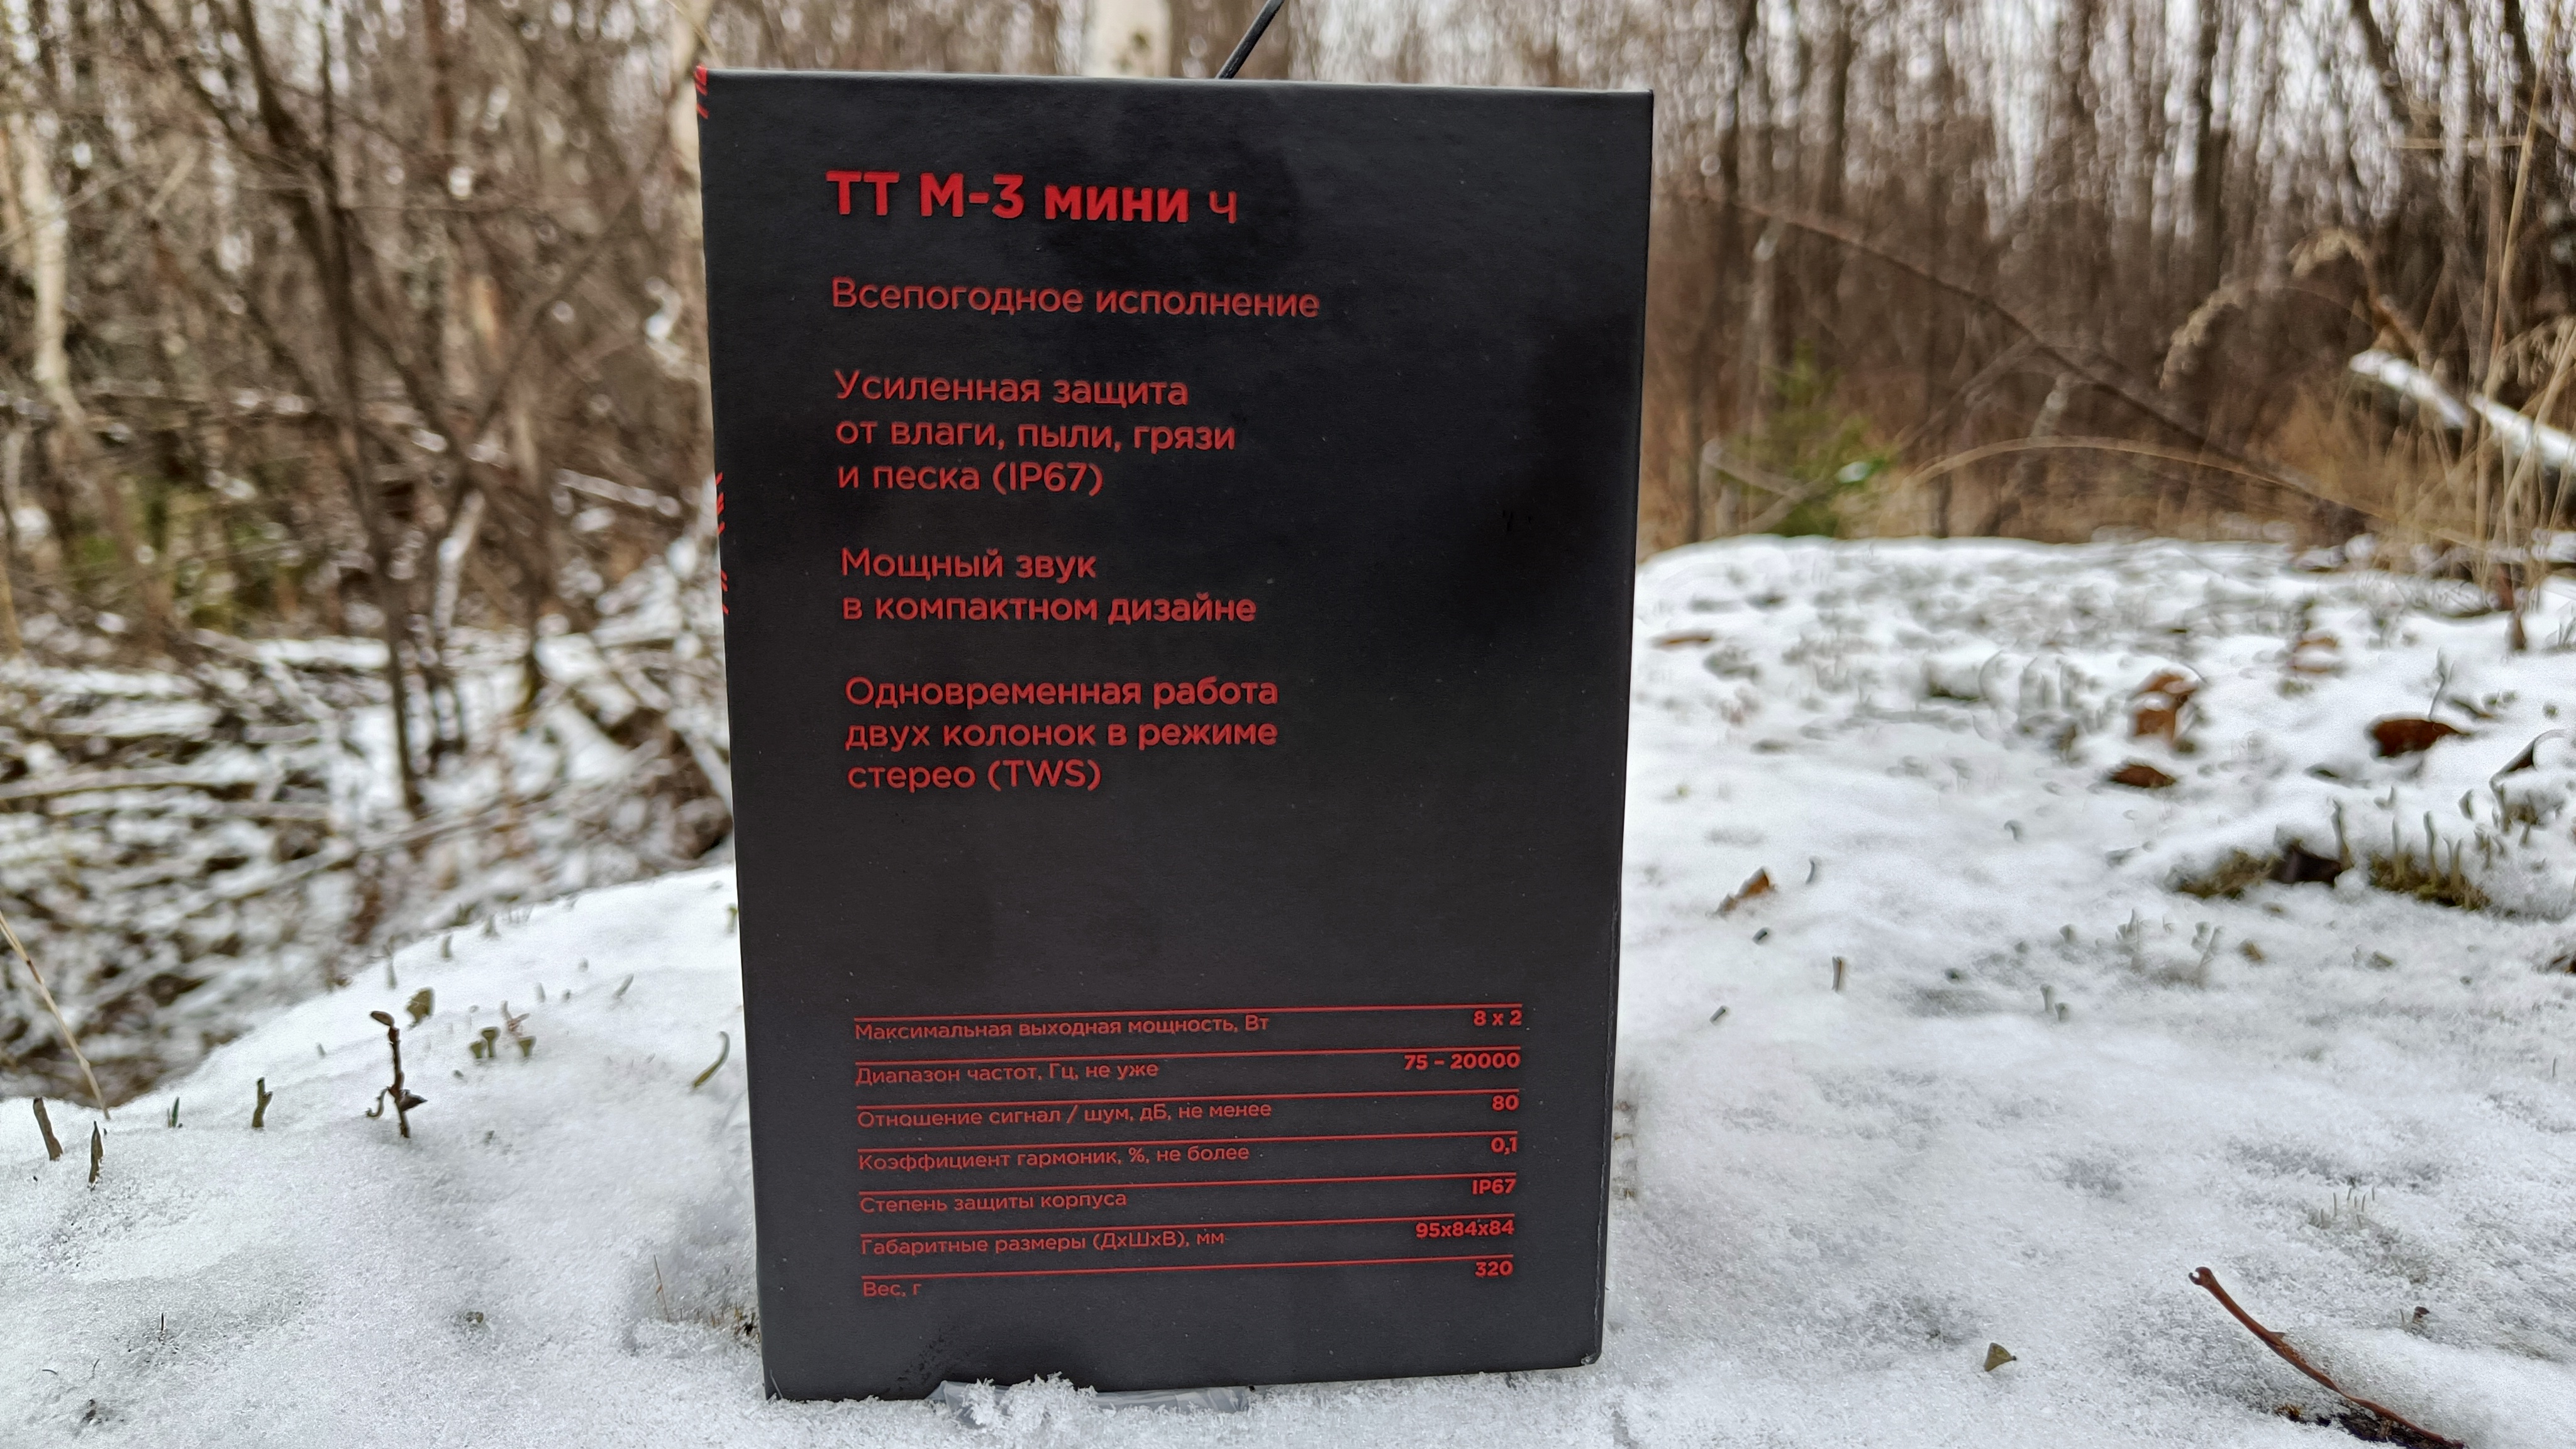 ТТ М-3 мини ч
Всепогодное исполнение
Усиленная защита
от влаги, пыли, грязи
и песка (IP67)
Мощный звук
в компактном дизайне
Одновременная работа
двух колонок в режиме
стерео (TWS)
Максимальная выходная мощность, Вт 8 x 2
Диапазон частот, Гц, не уже 75 – 20000
Отношение сигнал / шум, дБ, не менее 80
Коэффициент гармоник, %, не более 0,1
Степень защиты корпуса IP67
Габаритные размеры (ДхШхВ), мм 95x84x84
Вес, г 320